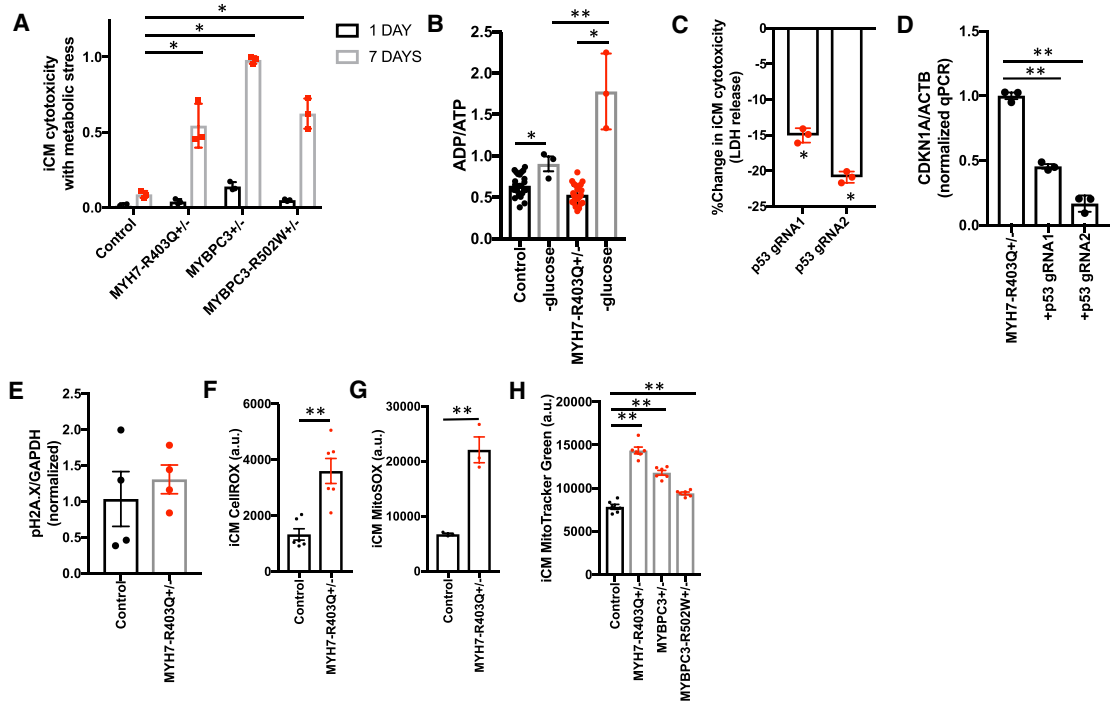 A
iCM cytotoxicity
with metabolic stress
1.0
0.5
0.0
*
*
*
1 DAY
7 DAYS
Control
MYH7-R403Q+/-
MYBPC3+/-
MYBPC3-R502W+/-
B
ADP/ATP
2.5
2.0
1.5
1.0
0.5
0.0
**
*
*
Control
-glucose
MYH7-R403Q+/-
-glucose
C
%Change in iCM cytotoxicity
(LDH release)
0
-5
-10
-15
-20
-25
*
*
p53 gRNA1
p53 gRNA2
D
CDKN1A/ACTB
(normalized qPCR)
1.5
1.0
0.5
0.0
**
**
MYH7-R403Q+/-
+p53 gRNA1
+p53 gRNA2
E
pH2A.X/GAPDH
(normalized)
2.5
2.0
1.5
1.0
0.5
0.0
Control
MYH7-R403Q+/-
F
iCM CellROX (a.u.)
6000
4000
2000
0
**
Control
MYH7-R403Q+/-
G
iCM MitoSOX (a.u.)
30000
20000
10000
0
**
Control
MYH7-R403Q+/-
H
iCM MitoTracker Green (a.u.)
20000
15000
10000
5000
0
**
**
**
Control
MYH7-R403Q+/-
MYBPC3+/-
MYBPC3-R502W+/-